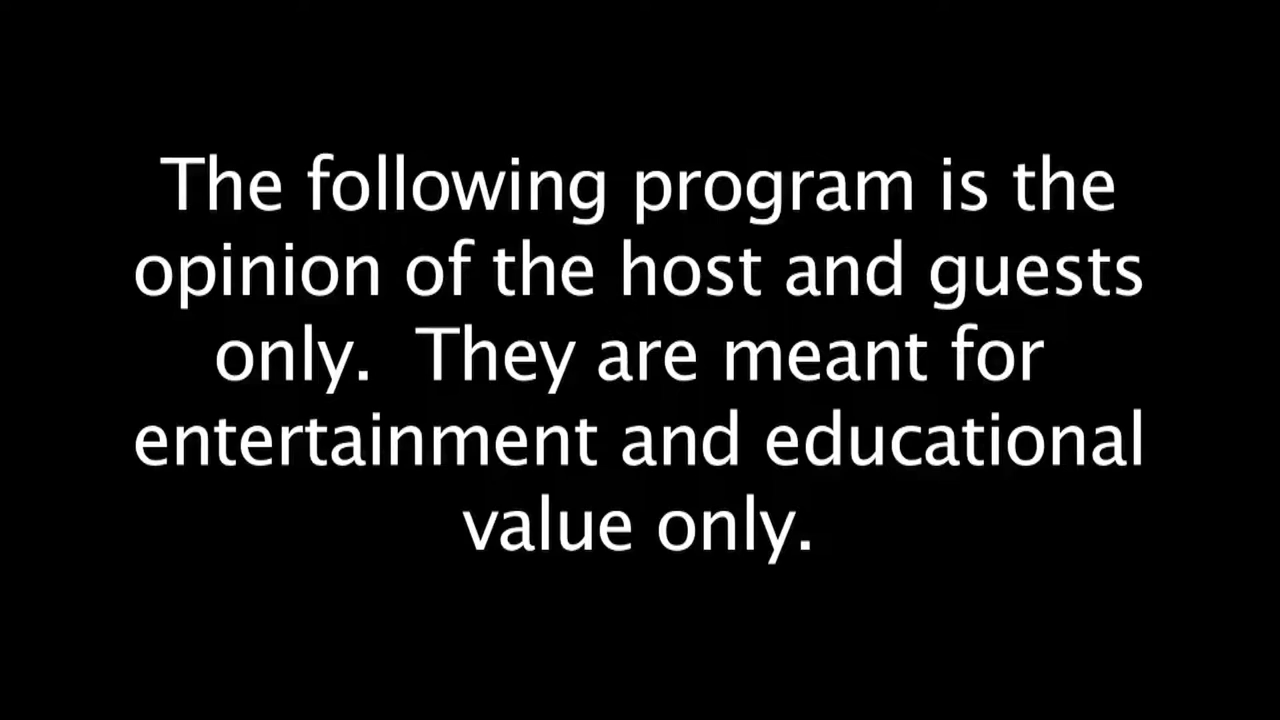 The following program is the
opinion of the host and guests
only.  They are meant for
entertainment and educational
value only.